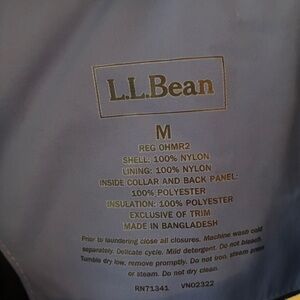 L.L.Bean
M
REG OHMR2
SHELL: 100% NYLON
LINING: 100% NYLON
INSIDE COLLAR AND BACK PANEL:
100% POLYESTER
INSULATION: 100% POLYESTER
EXCLUSIVE OF TRIM
MADE IN BANGLADESH
Prior to laundering close all closures. Machine wash cold
separately. Delicate cycle. Mild detergent. Do not bleach.
Tumble dry low, remove promptly. Do not iron, steam press
or steam. Do not dry clean.
RN71341 VN02322